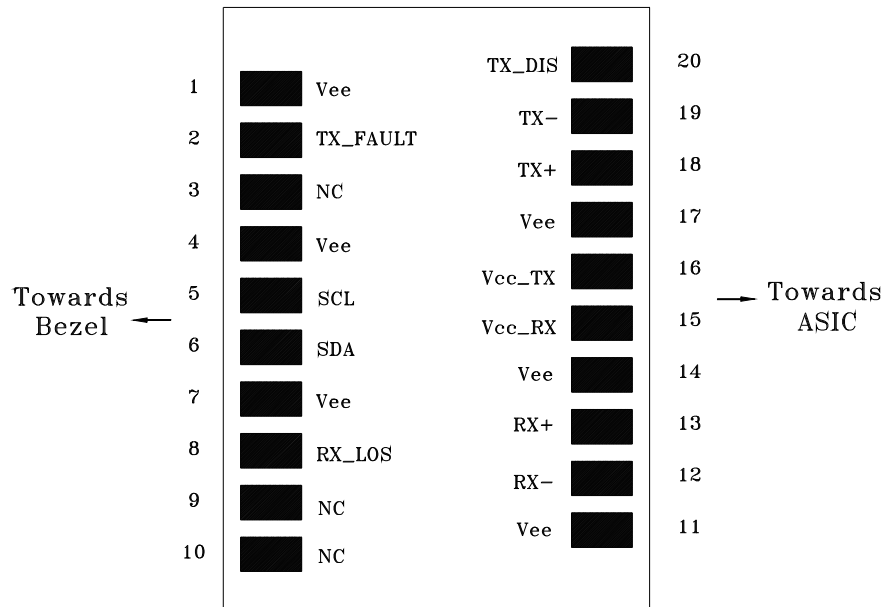 TX_DIS 20
1 Vee
TX- 19
2 TX_FAULT
TX+ 18
3 NC
Vee 17
4 Vee
Vcc_TX 16
5 SCL
Towards
Bezel
Towards
ASIC
Vcc_RX 15
6 SDA
Vee 14
7 Vee
RX+ 13
8 RX_LOS
RX- 12
9 NC
Vee 11
10 NC